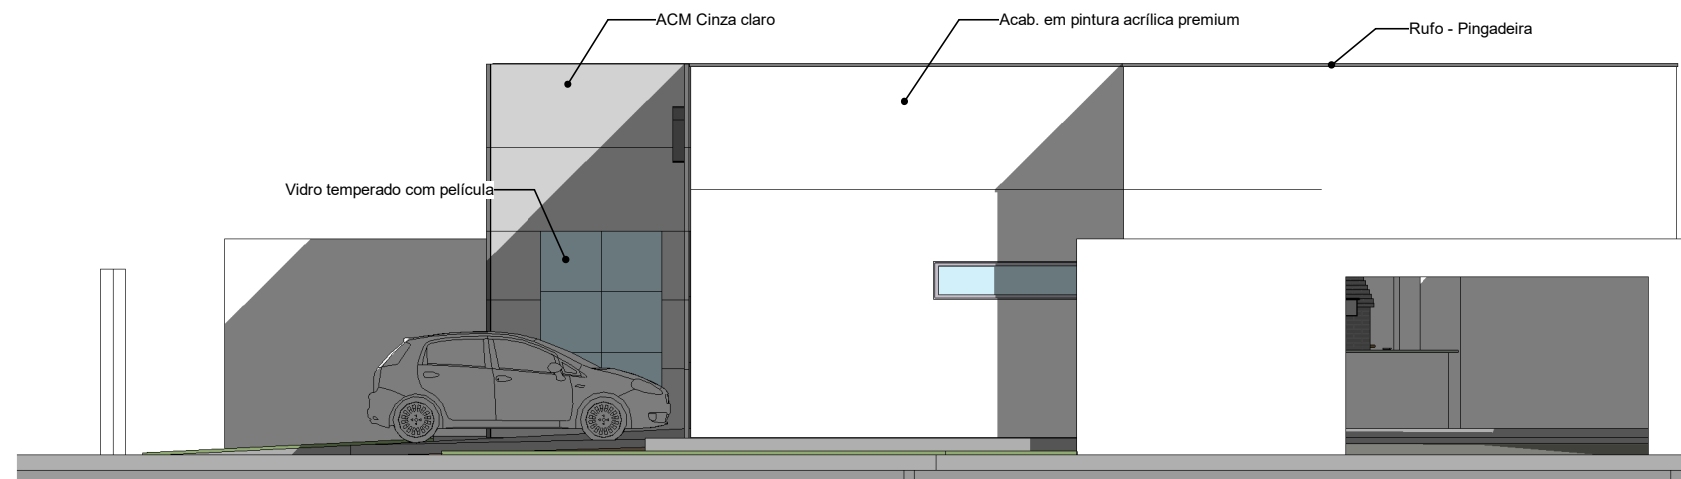 ACM Cinza claro
Acab. em pintura acrílica premium
Rufo - Pingadeira
Vidro temperado com película